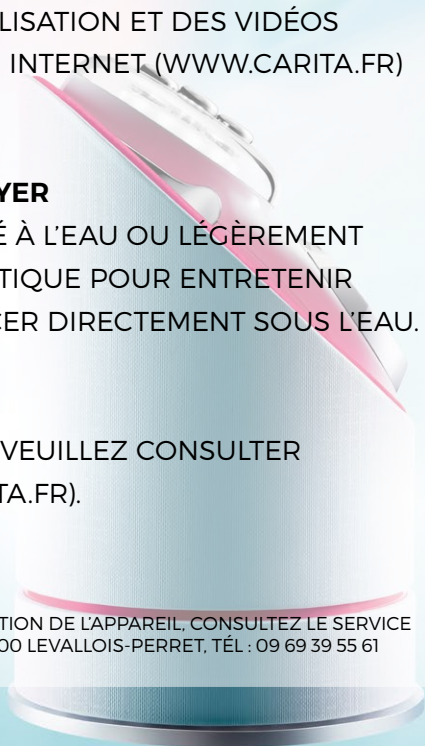 LISATION ET DES VIDÉOS
INTERNET (WWW.CARITA.FR)
YER
É À L’EAU OU LÉGÈREMENT
TIQUE POUR ENTRETENIR
CER DIRECTEMENT SOUS L’EAU.
VEUILLEZ CONSULTER
TA.FR).
TION DE L’APPAREIL, CONSULTEZ LE SERVICE
00 LEVALLOIS-PERRET, TÉL : 09 69 39 55 61